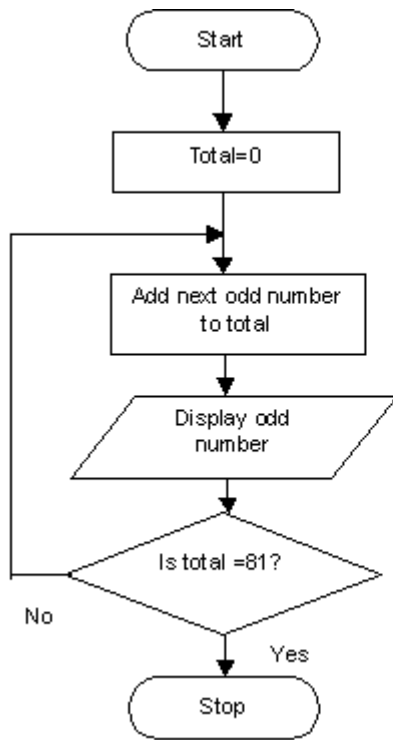 Start
Total=0
Add next odd number
to total
Display odd
number
Is total =81?
No
Yes
Stop